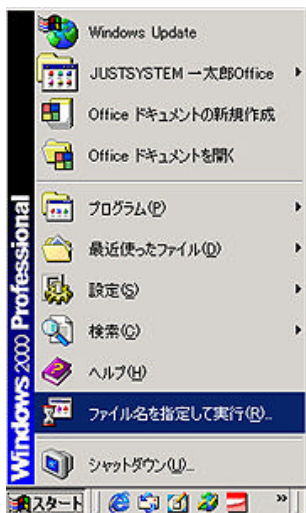 Windows Update
JUSTSYSTEM 一太郎Office
Office ドキュメントの新規作成
Office ドキュメントを開く
プログラム(P)
最近使ったファイル(D)
設定(S)
検索(C)
ヘルプ(H)
ファイル名を指定して実行(R)...
シャットダウン(U)...
Windows 2000 Professional
スタート
»